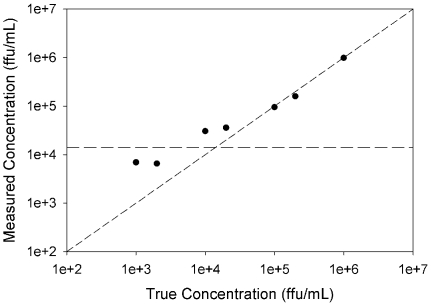 Measured Concentration (ffu/mL)
1e+7
1e+6
1e+5
1e+4
1e+3
1e+2
1e+2 1e+3 1e+4 1e+5 1e+6 1e+7
True Concentration (ffu/mL)